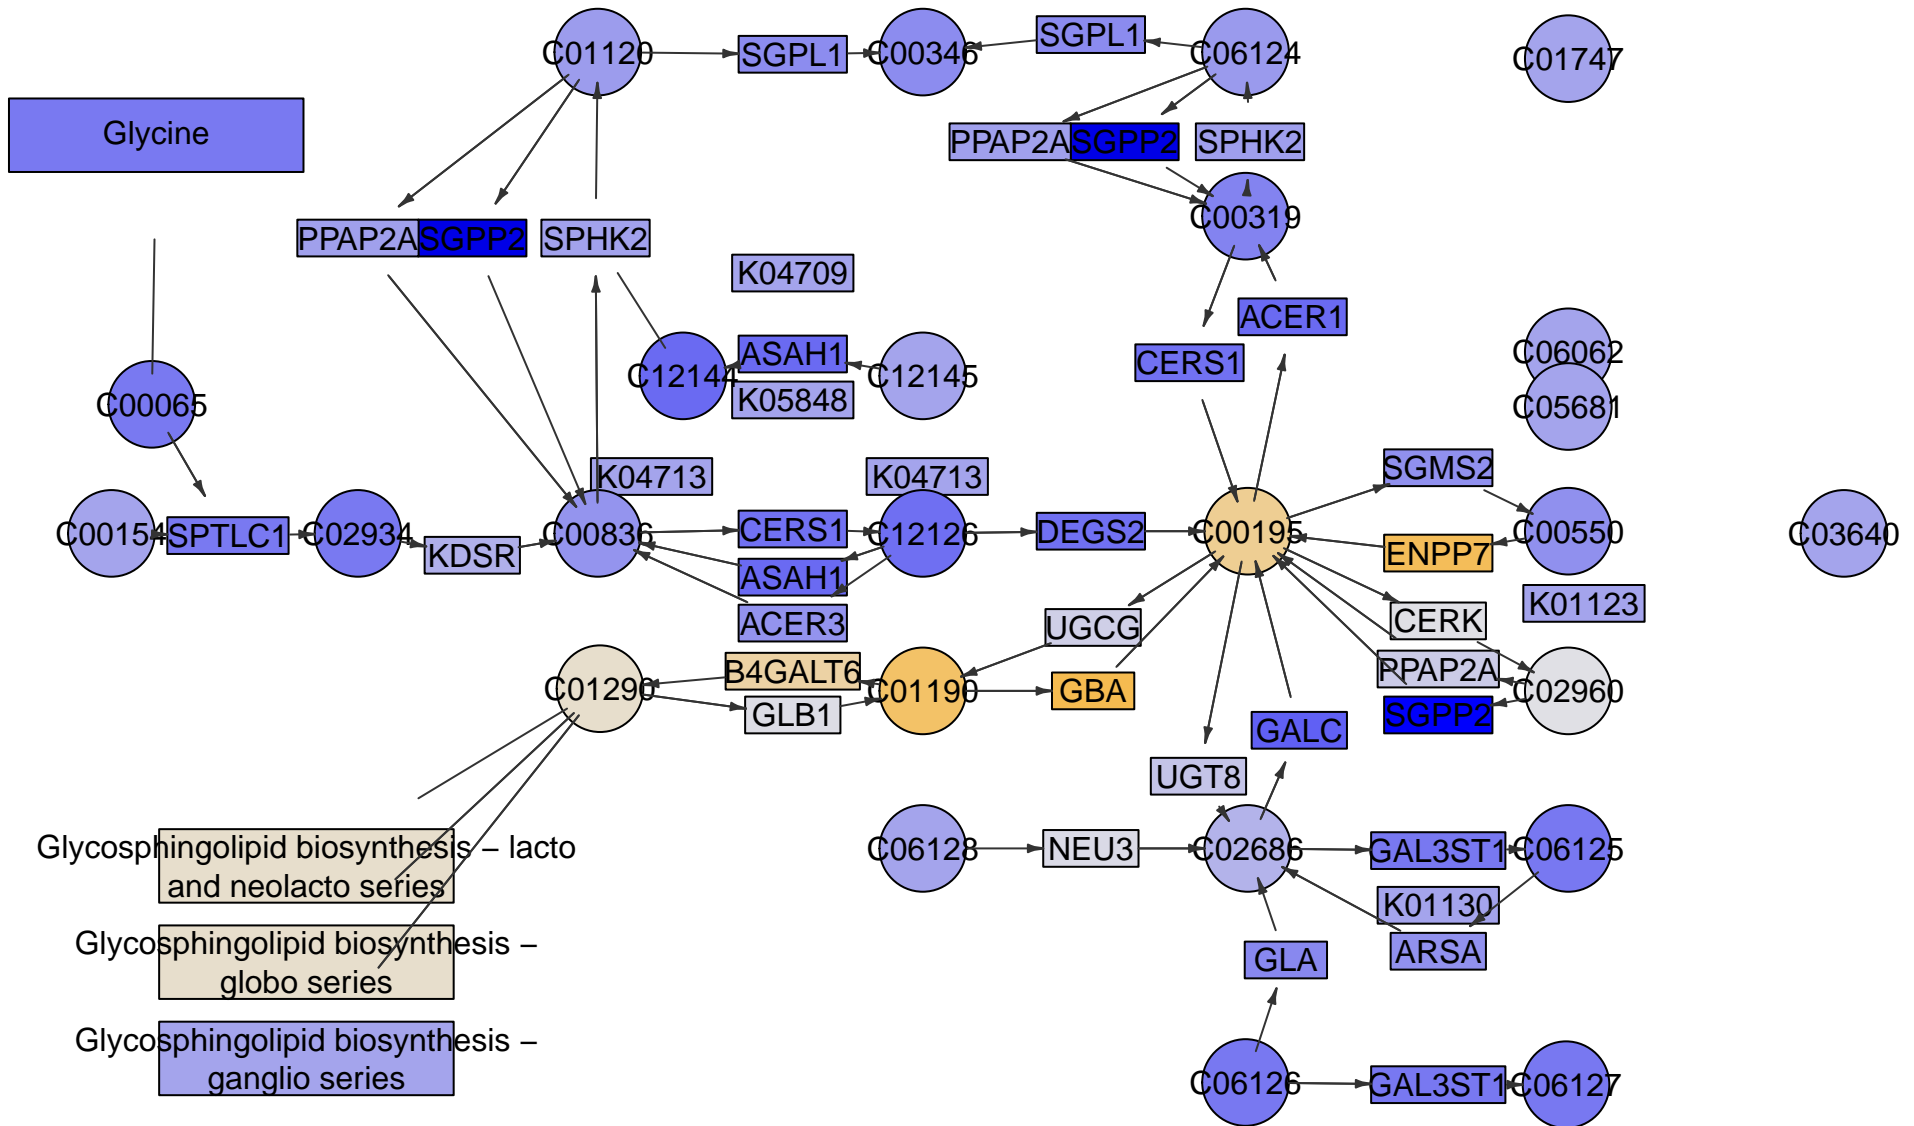 C01120
SGPL1
C00346
SGPL1
C06124
C01747
Glycine
PPAP2A
SGPP2
SPHK2
C00319
PPAP2A
SGPP2
SPHK2
K04709
ACER1
C06062
CERS1
C12144
ASAH1
C12145
K05848
C00065
C05681
K04713
K04713
SGMS2
C00154
SPTLC1
C02934
KDSR
C00836
CERS1
C12126
DEGS2
C00195
ENPP7
C00550
C03640
ASAH1
ACER3
K01123
UGCG
CERK
C01290
B4GALT6
GLB1
C01190
GBA
PPAP2A
C02960
SGPP2
GALC
UGT8
Glycosphingolipid biosynthesis – lacto
and neolacto series
C06128
NEU3
C02686
GAL3ST1
C06125
K01130
Glycosphingolipid biosynthesis –
globo series
GLA
ARSA
Glycosphingolipid biosynthesis –
ganglio series
C06126
GAL3ST1
C06127